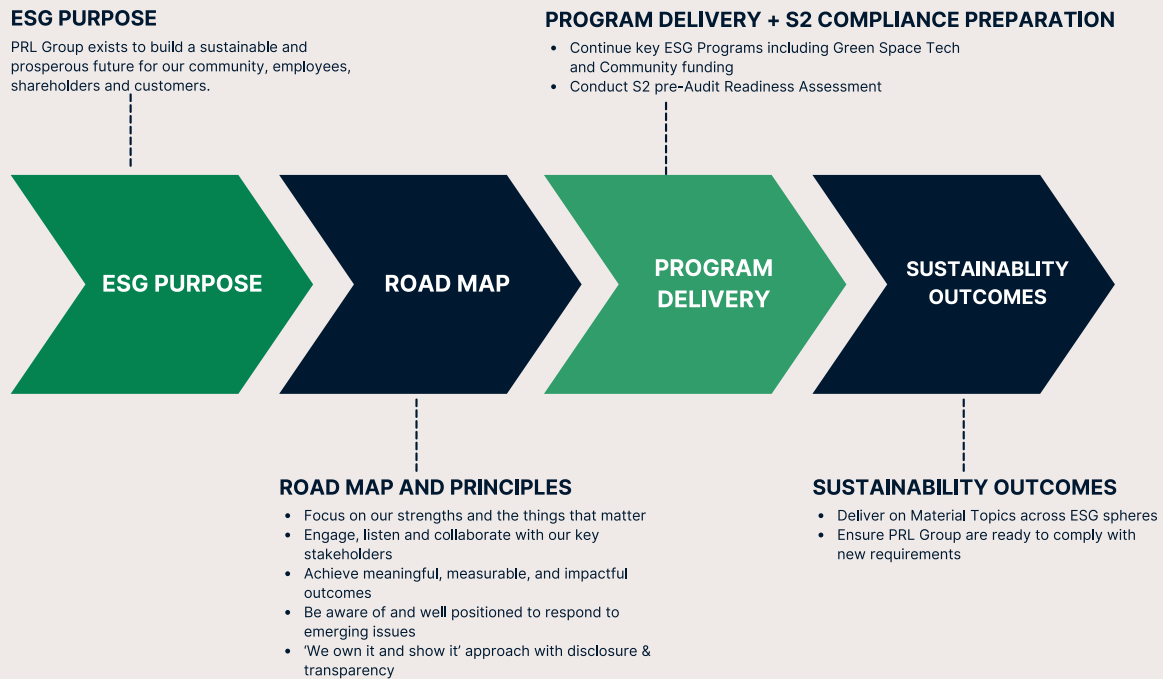 ESG PURPOSE
PRL Group exists to build a sustainable and
prosperous future for our community, employees,
shareholders and customers.
PROGRAM DELIVERY + S2 COMPLIANCE PREPARATION
• Continue key ESG Programs including Green Space Tech
and Community funding
• Conduct S2 pre-Audit Readiness Assessment
ESG PURPOSE
ROAD MAP
PROGRAM
DELIVERY
SUSTAINABLITY
OUTCOMES
ROAD MAP AND PRINCIPLES
• Focus on our strengths and the things that matter
• Engage, listen and collaborate with our key
stakeholders
• Achieve meaningful, measurable, and impactful
outcomes
• Be aware of and well positioned to respond to
emerging issues
• ‘We own it and show it’ approach with disclosure &
transparency
SUSTAINABILITY OUTCOMES
• Deliver on Material Topics across ESG spheres
• Ensure PRL Group are ready to comply with
new requirements